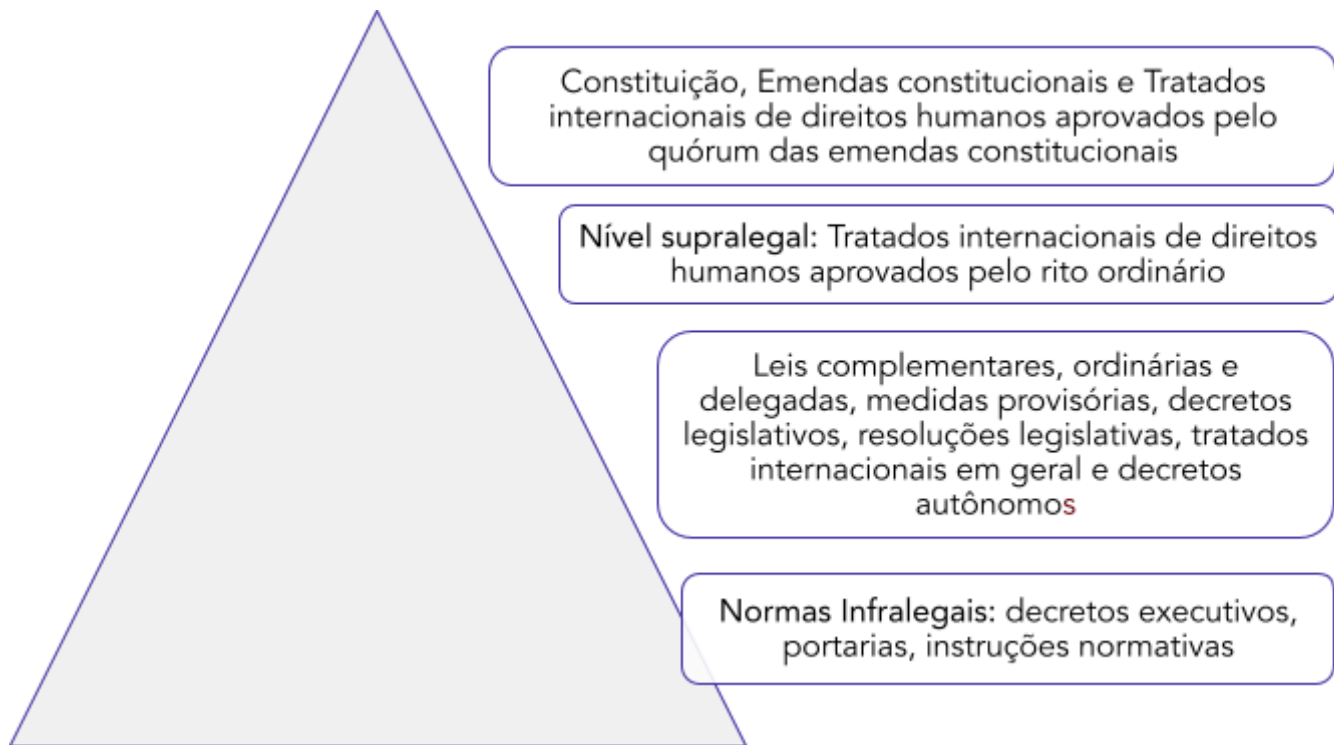 Constituição, Emendas constitucionais e Tratados
internacionais de direitos humanos aprovados pelo
quórum das emendas constitucionais
Nível supralegal: Tratados internacionais de direitos
humanos aprovados pelo rito ordinário
Leis complementares, ordinárias e
delegadas, medidas provisórias, decretos
legislativos, resoluções legislativas, tratados
internacionais em geral e decretos
autônomos
Normas Infralegais: decretos executivos,
portarias, instruções normativas